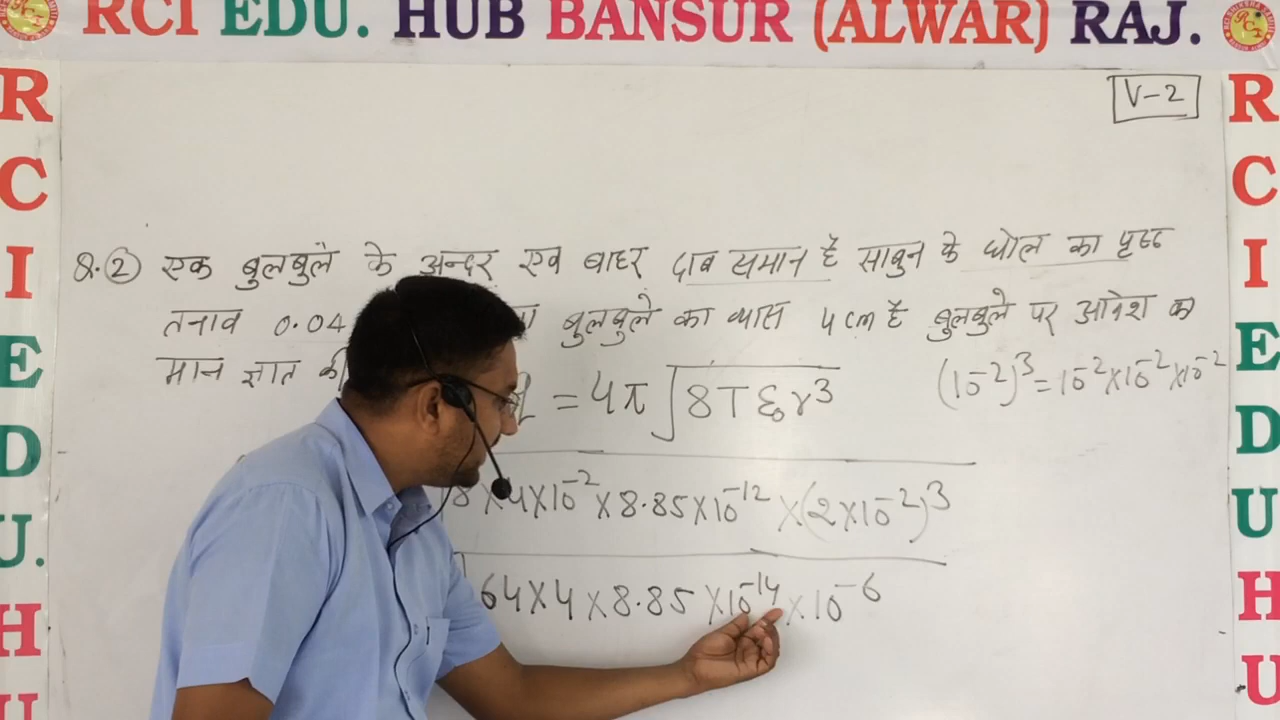 RCI EDU. HUB BANSUR (ALWAR) RAJ.
V-2
Q.② एक बुलबुले के अन्दर एवं बाहर दाब समान है साबुन के घोल का पृष्ठ
तनाव 0.04 बुलबुले का व्यास 4 cm है बुलबुले पर आवेश का
मान ज्ञात
q = 4π√8Tε₀r³
(10⁻²)³ = 10⁻² × 10⁻² × 10⁻²
8 × 4 × 10⁻² × 8.85 × 10⁻¹² × (2 × 10⁻²)³
64 × 4 × 8.85 × 10⁻¹⁴ × 10⁻⁶
R
C
I
E
D
U.
H
U
R
C
I
E
D
U
H
U